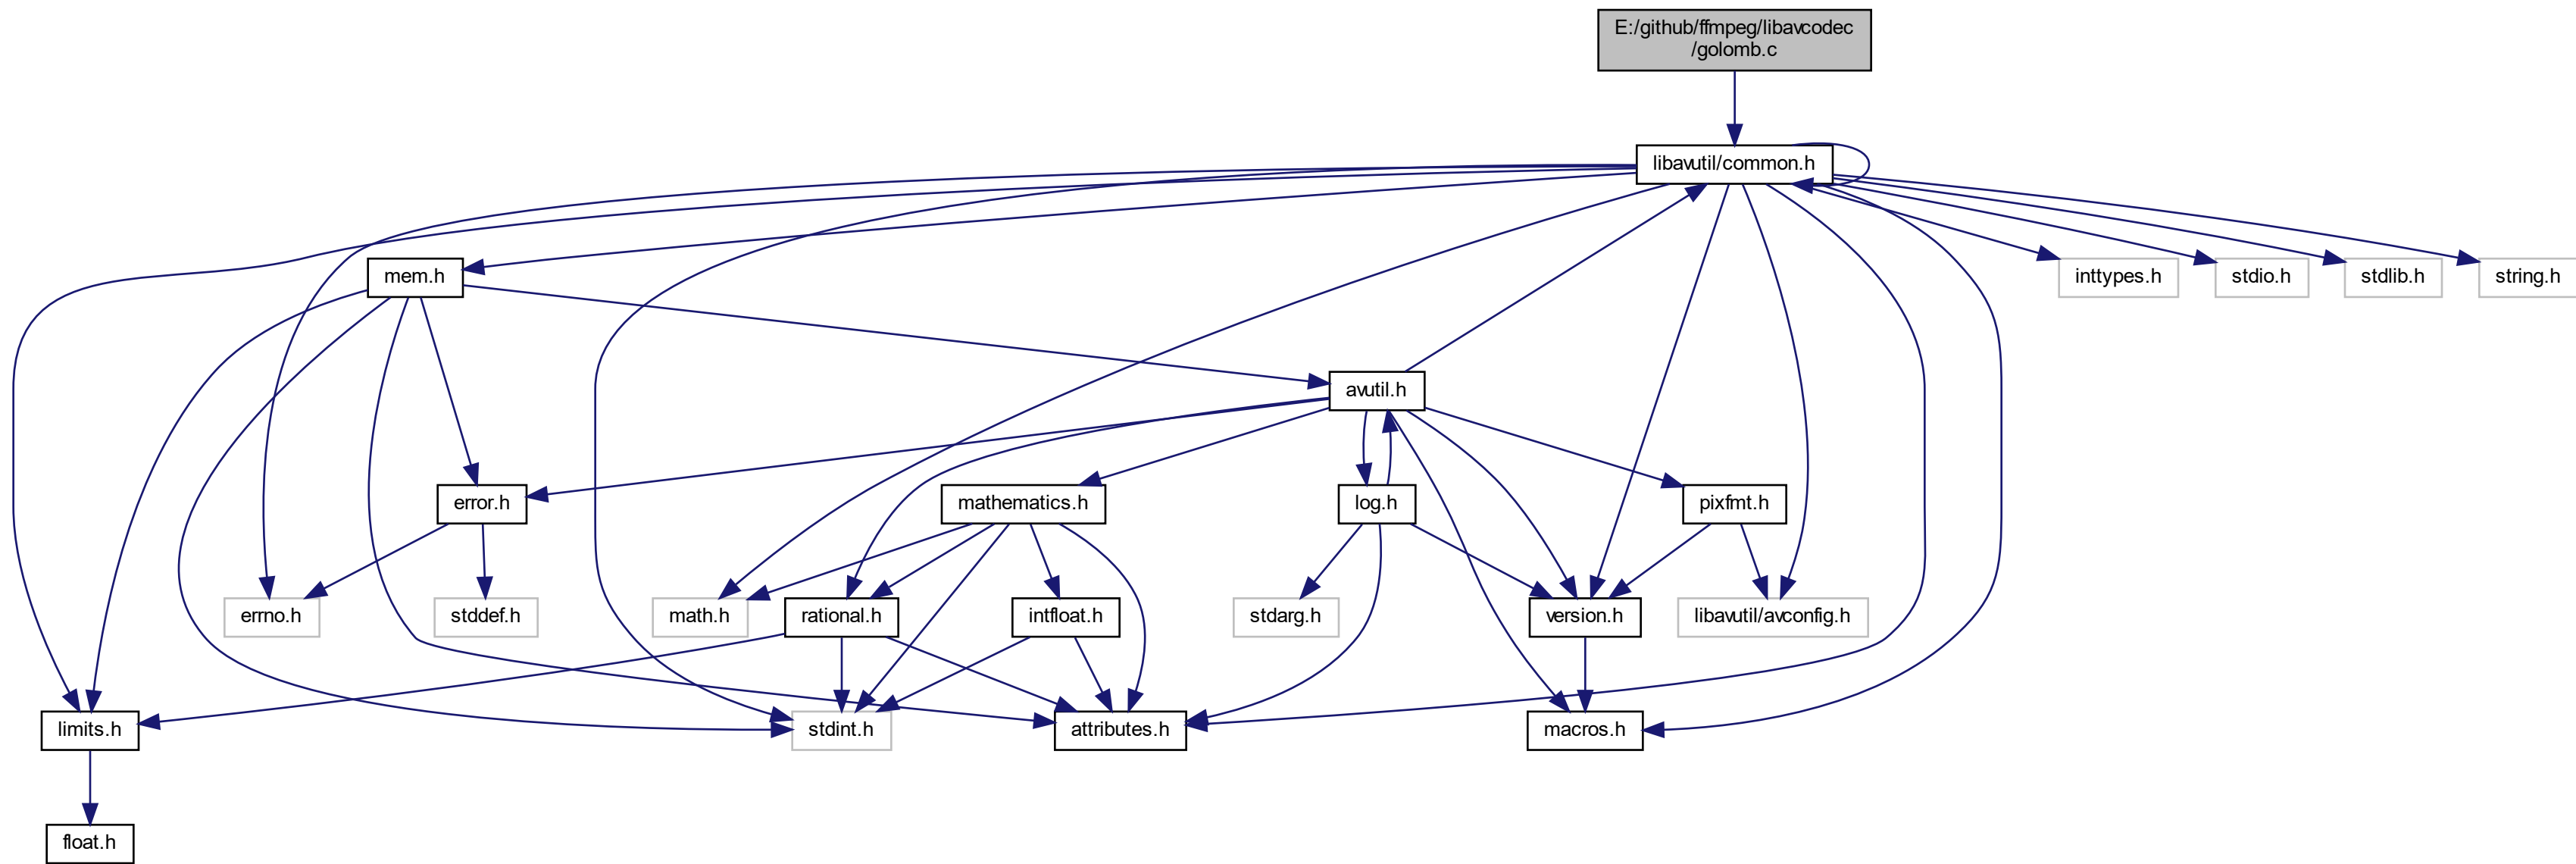 E:/github/ffmpeg/libavcodec
/golomb.c
libavutil/common.h
mem.h
inttypes.h
stdio.h
stdlib.h
string.h
avutil.h
error.h
mathematics.h
log.h
pixfmt.h
errno.h
stddef.h
math.h
rational.h
intfloat.h
stdarg.h
version.h
libavutil/avconfig.h
limits.h
stdint.h
attributes.h
macros.h
float.h